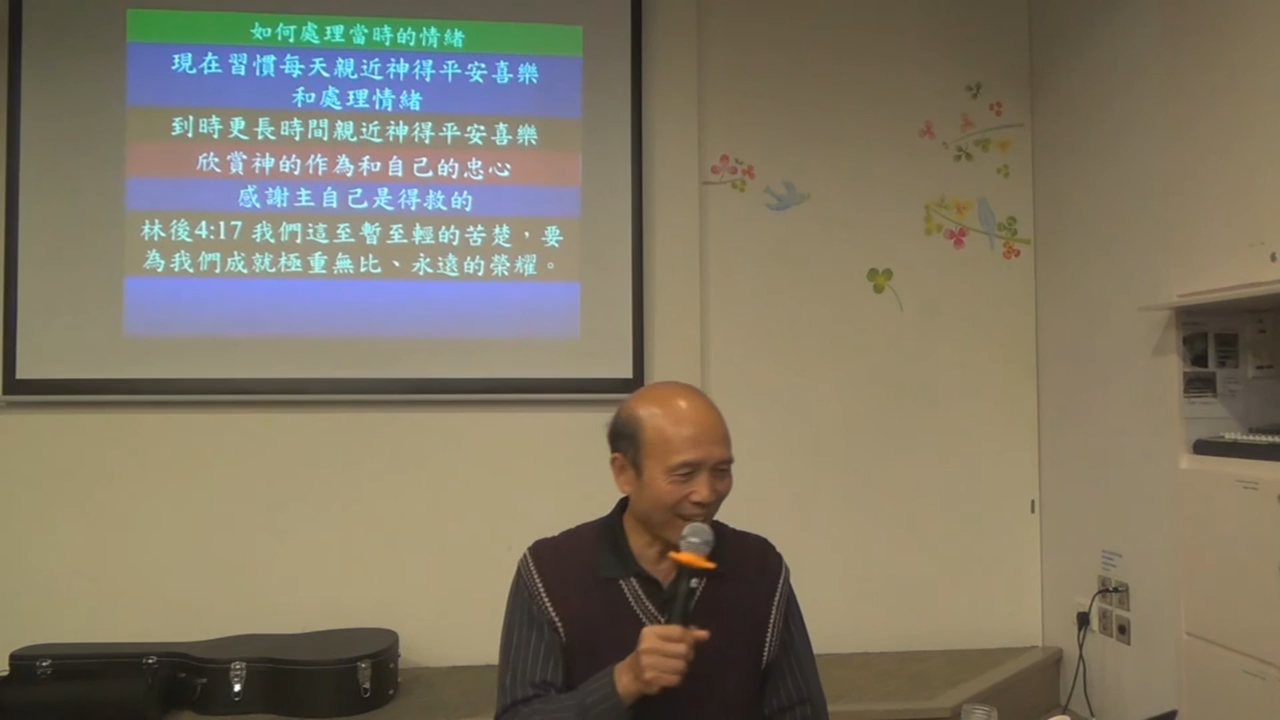 如何處理當時的情緒
現在習慣每天親近神得平安喜樂
和處理情緒
到時更長時間親近神得平安喜樂
欣賞神的作為和自己的忠心
感謝主自己是得救的
林後4:17 我們這至暫至輕的苦楚，要
為我們成就極重無比、永遠的榮耀。